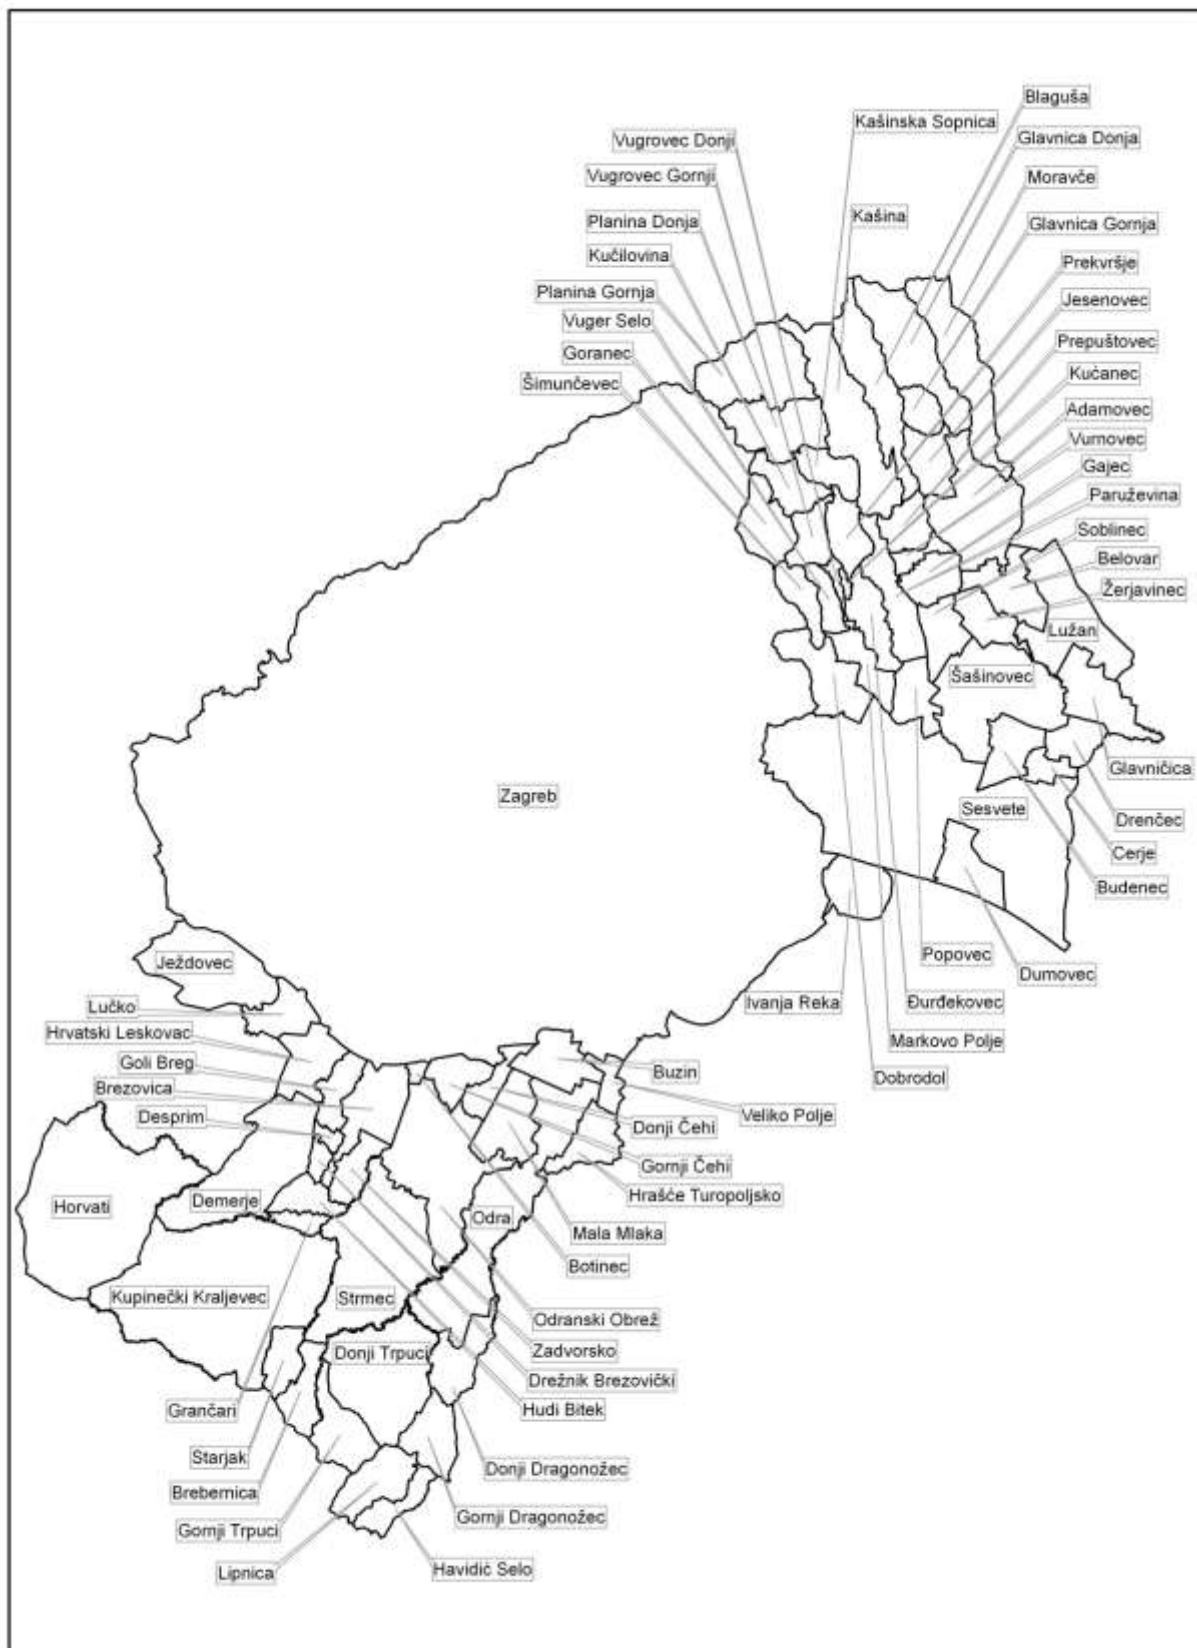 Blaguša
Kašinska Sopnica
Glavnica Donja
Vugrovec Donji
Moravče
Vugrovec Gornji
Kašina
Planina Donja
Glavnica Gornja
Kučilovina
Prekvršje
Planina Gornja
Jesenovec
Vuger Selo
Prepuštovec
Goranec
Kućanec
Šimunčevec
Adamovec
Vurnovec
Gajec
Paruževina
Soblinec
Belovar
Žerjavinec
Lužan
Šašinovec
Glavničica
Zagreb
Sesvete
Drenčec
Cerje
Budenec
Popovec
Dumovec
Ježdovec
Ivanja Reka
Đurđekovec
Lučko
Hrvatski Leskovac
Markovo Polje
Goli Breg
Buzin
Dobrodol
Brezovica
Veliko Polje
Desprim
Donji Čehi
Gornji Čehi
Hrašće Turopoljsko
Horvati
Demerje
Odra
Mala Mlaka
Botinec
Kupinečki Kraljevec
Strmec
Odranski Obrež
Donji Trpuci
Zadvorsko
Drežnik Brezovički
Grančari
Hudi Bitek
Starjak
Donji Dragonožec
Brebernica
Gornji Dragonožec
Gornji Trpuci
Lipnica
Havidić Selo